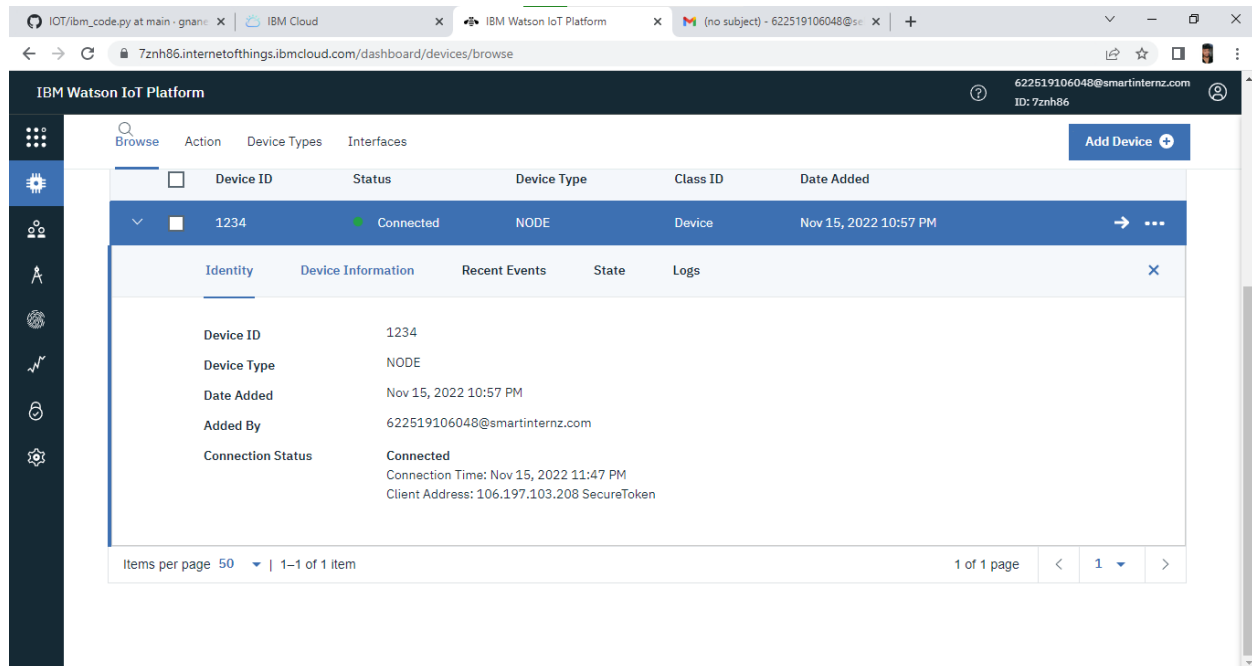 IOT/ibm_code.py at main · gnane
IBM Cloud
IBM Watson IoT Platform
(no subject) - 622519106048@se
7znh86.internetofthings.ibmcloud.com/dashboard/devices/browse
IBM Watson IoT Platform
622519106048@smartinternz.com
ID: 7znh86
Browse Action Device Types Interfaces
Add Device
Device ID Status Device Type Class ID Date Added
1234 Connected NODE Device Nov 15, 2022 10:57 PM
Identity Device Information Recent Events State Logs
Device ID 1234
Device Type NODE
Date Added Nov 15, 2022 10:57 PM
Added By 622519106048@smartinternz.com
Connection Status Connected
Connection Time: Nov 15, 2022 11:47 PM
Client Address: 106.197.103.208 SecureToken
Items per page 50 | 1–1 of 1 item 1 of 1 page < 1 >